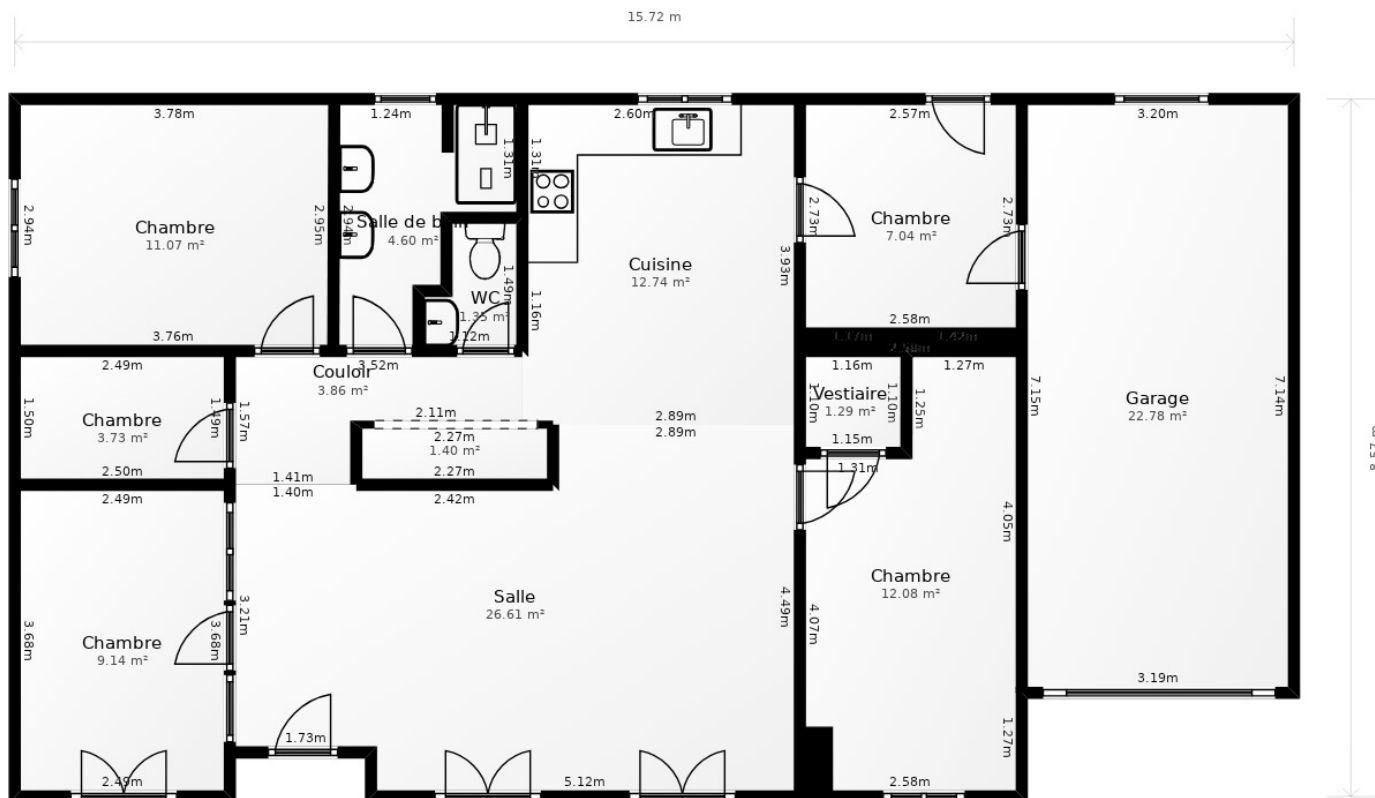 15.72 m
3.78m
1.24m
2.60m
2.57m
3.20m
1.31m
1.31m
2.94m
2.95m
2.94m
2.73m
2.73m
Chambre
11.07 m²
Salle de bain
4.60 m²
Chambre
7.04 m²
Cuisine
12.74 m²
3.93m
WC
1.35 m²
1.49m
1.16m
3.76m
1.12m
2.58m
1.17m
1.42m
2.58m
2.49m
3.52m
Couloir
3.86 m²
1.16m
1.27m
Vestiaire
1.29 m²
1.10m
1.10m
1.25m
7.15m
7.14m
Garage
22.78 m²
1.50m
Chambre
3.73 m²
1.49m
1.57m
2.11m
2.27m
1.40 m²
2.27m
2.89m
2.89m
1.15m
1.31m
2.50m
1.41m
2.49m
1.40m
2.42m
4.05m
Chambre
12.08 m²
Salle
26.61 m²
4.49m
4.07m
3.21m
3.68m
Chambre
9.14 m²
3.68m
3.19m
1.27m
1.73m
2.49m
5.12m
2.58m